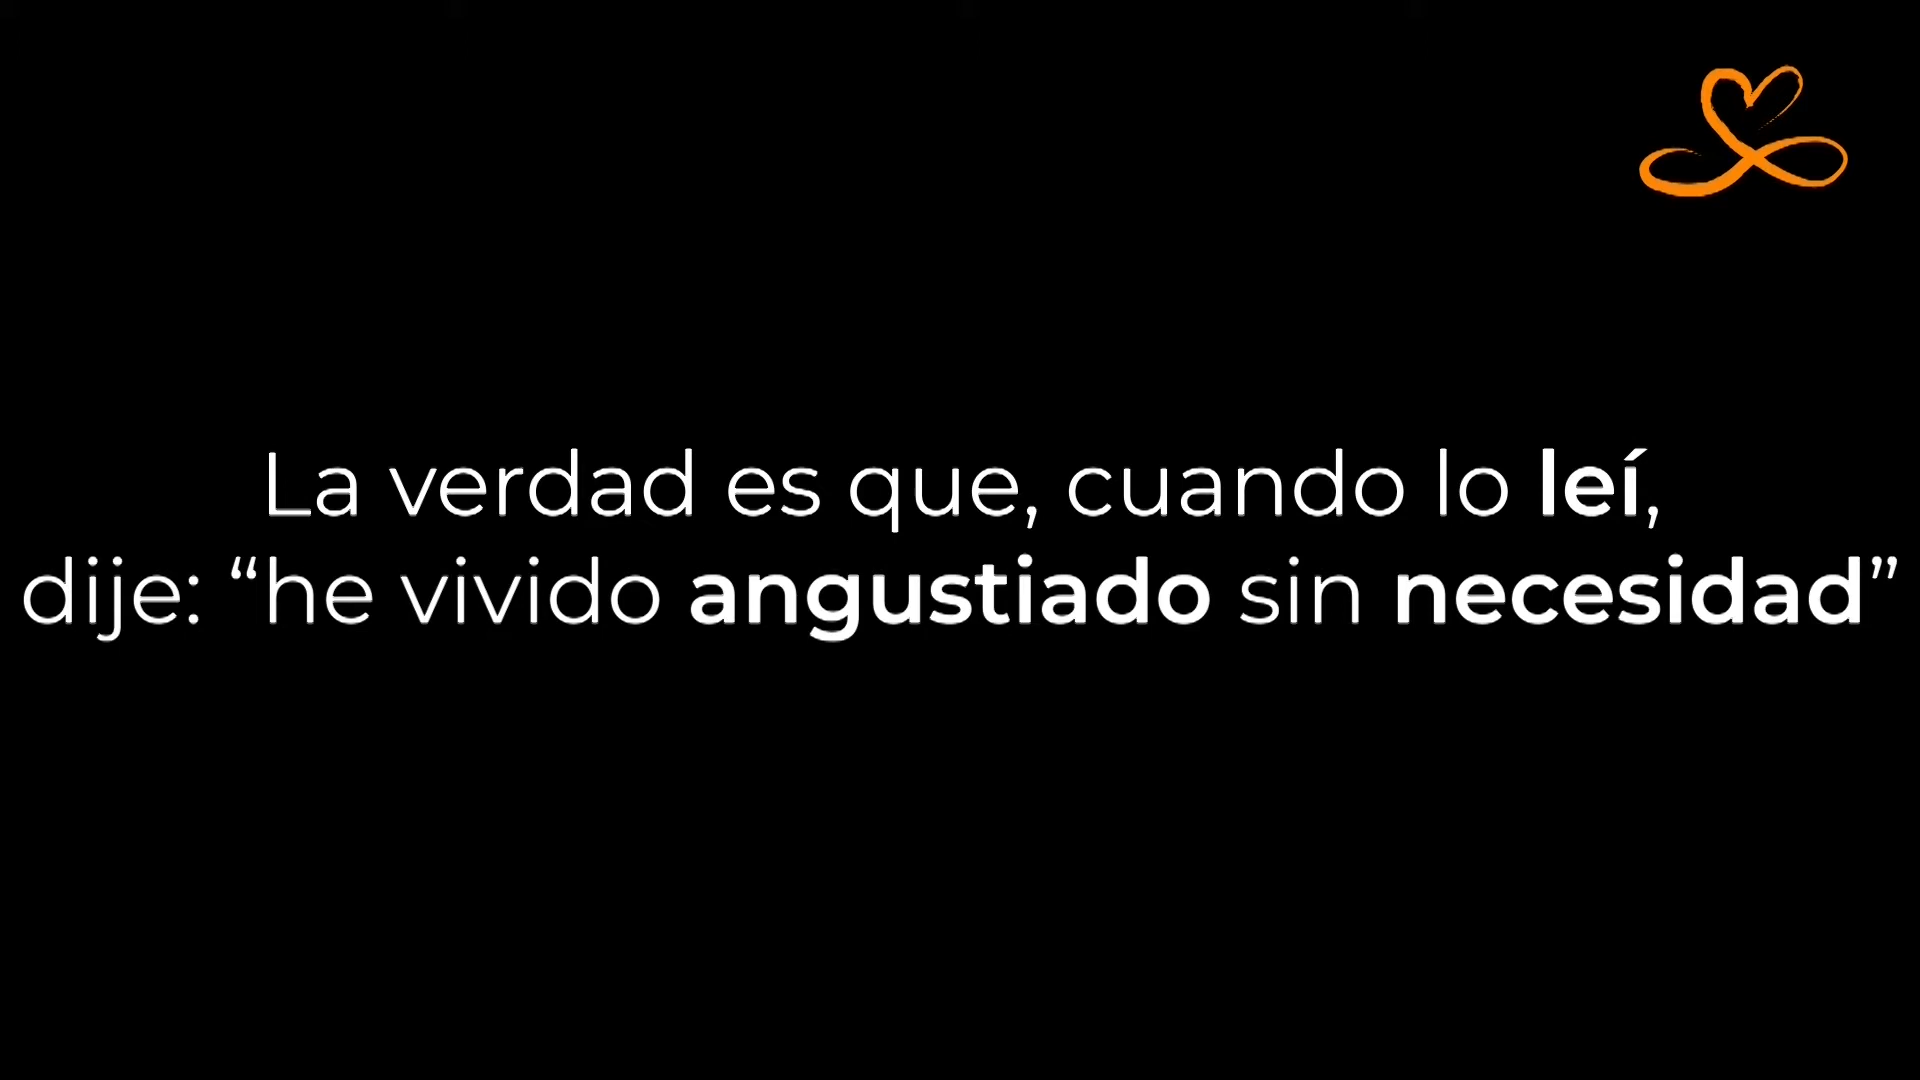 La verdad es que, cuando lo leí,
dije: “he vivido angustiado sin necesidad”